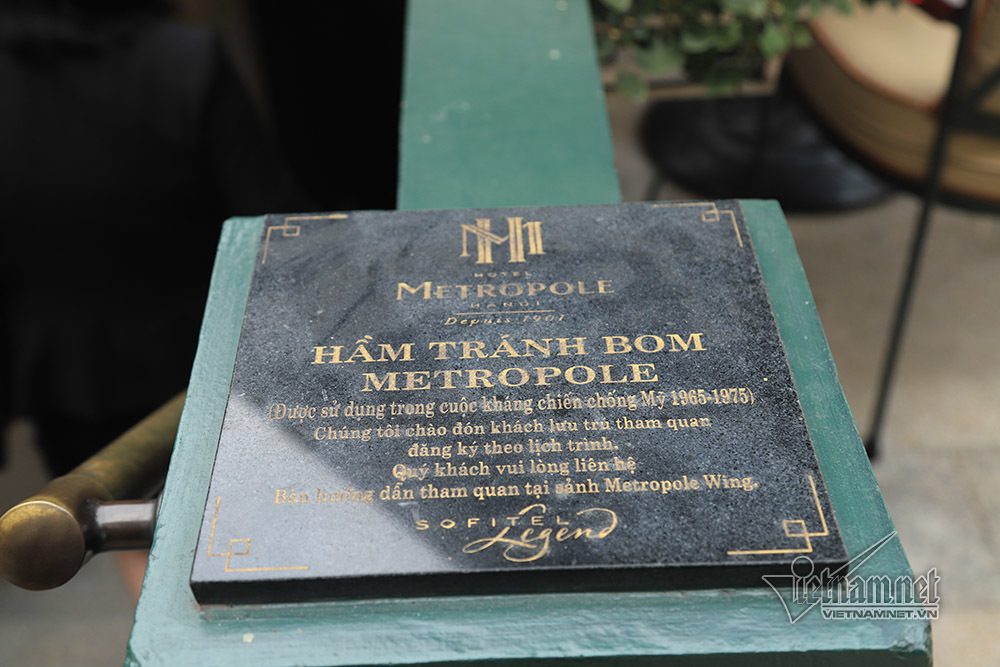 HOTEL
METROPOLE
HANOI
Depuis 1901
HẦM TRÁNH BOM
METROPOLE
(Được sử dụng trong cuộc kháng chiến chống Mỹ 1965-1975)
Chúng tôi chào đón khách lưu trú tham quan
đăng ký theo lịch trình.
Quý khách vui lòng liên hệ
Bàn hướng dẫn tham quan tại sảnh Metropole Wing.
SOFITEL
Legend
Vietnamnet
VIETNAMNET.VN